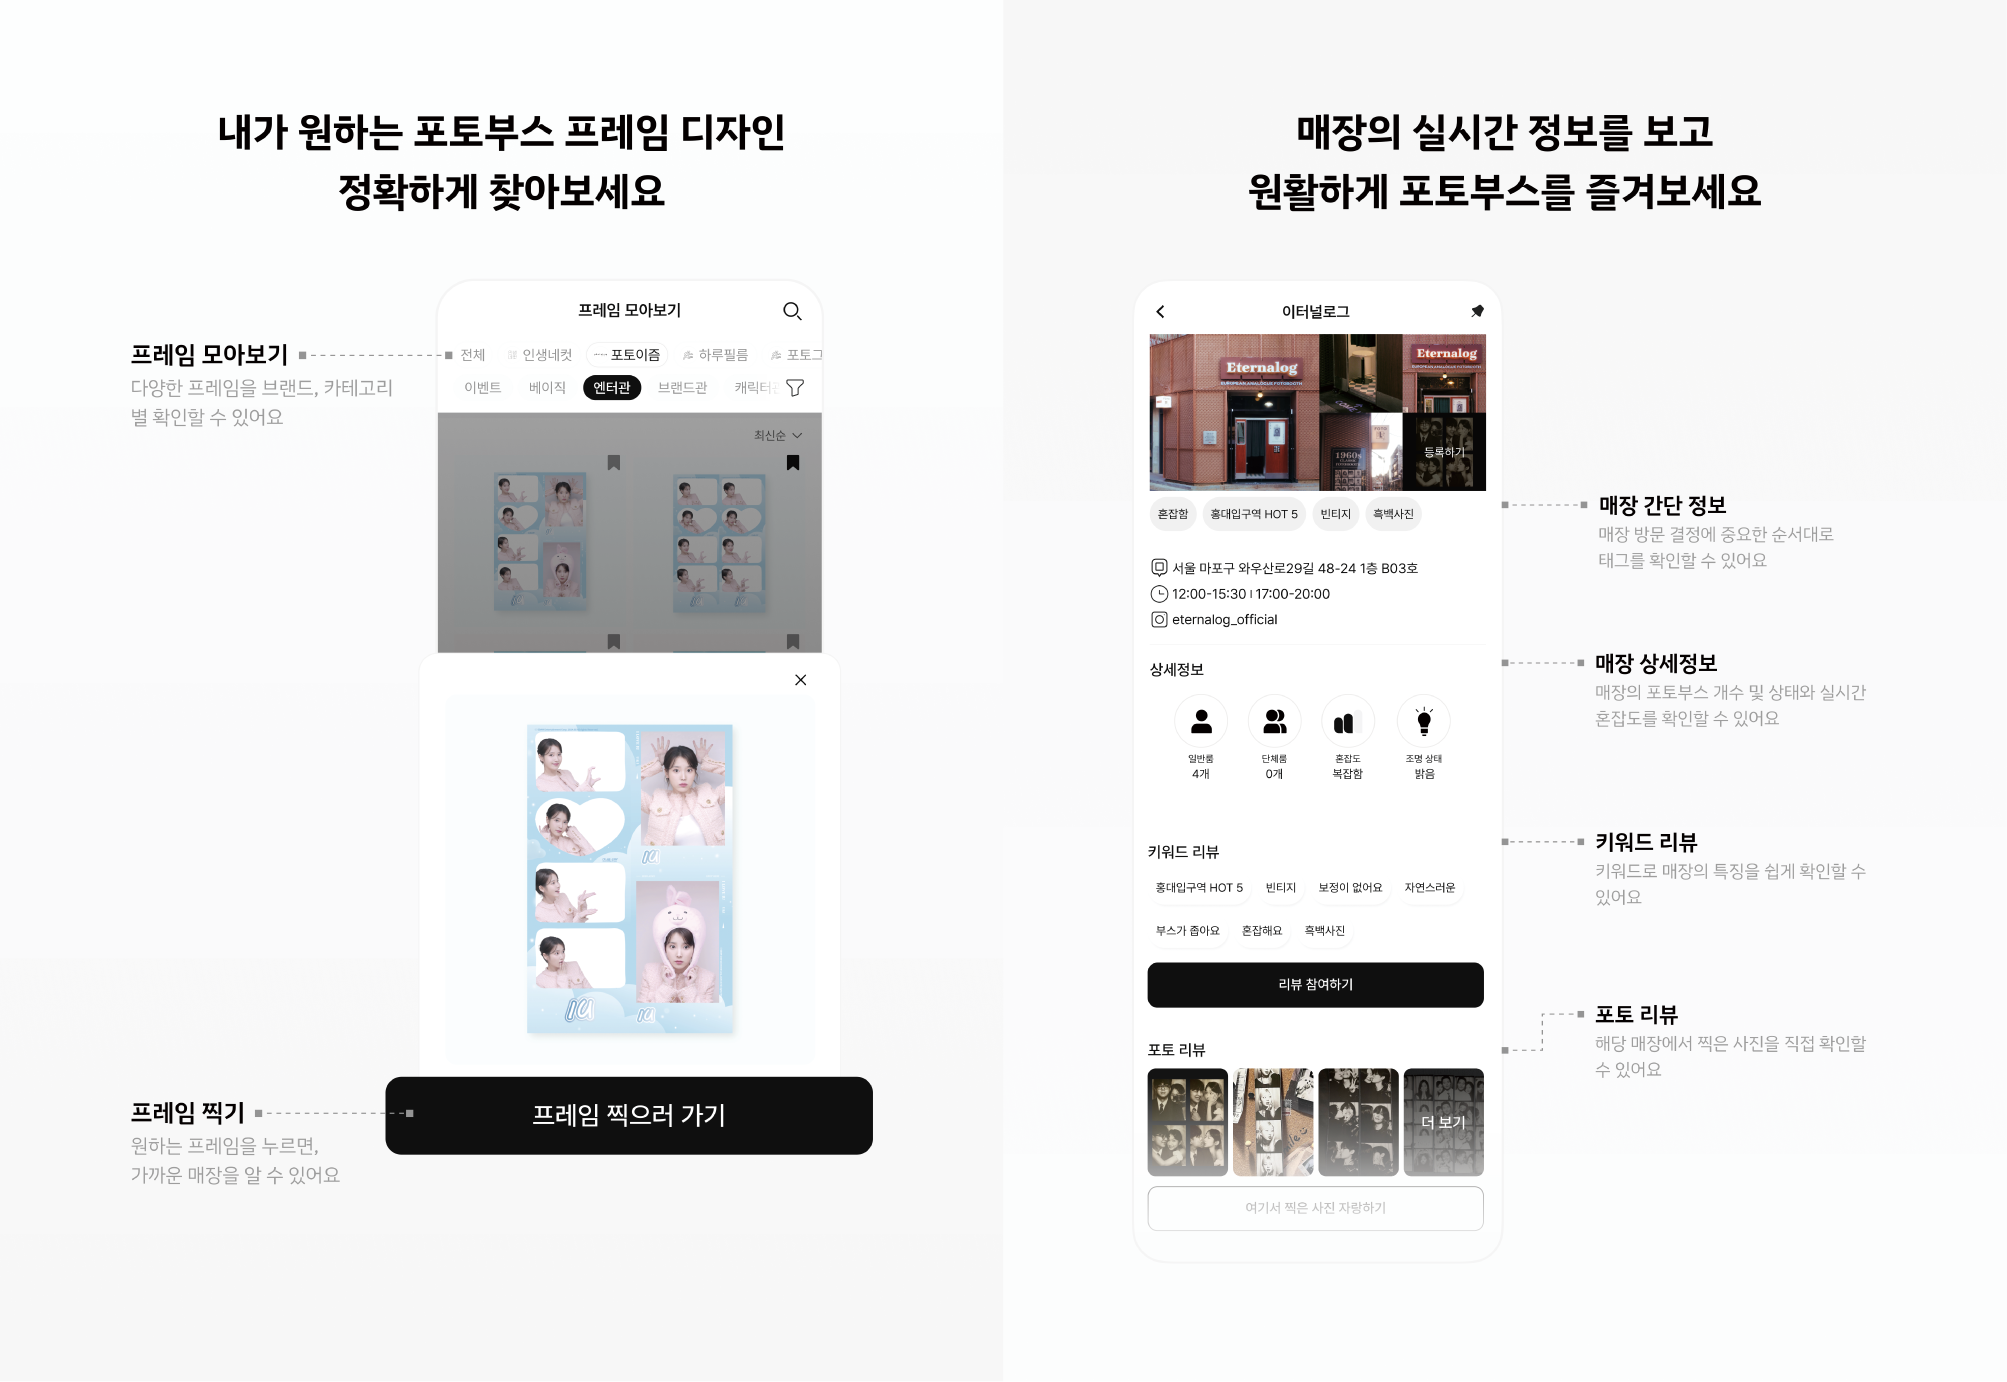 내가 원하는 포토부스 프레임 디자인
정확하게 찾아보세요
프레임 모아보기
프레임 모아보기
다양한 프레임을 브랜드, 카테고리
별 확인할 수 있어요
전체 인생네컷 포토이즘 하루필름 포토그
이벤트 베이직 엔터관 브랜드관 캐릭터관
최신순
IU
IU
IU
프레임 찍기
원하는 프레임을 누르면,
가까운 매장을 알 수 있어요
프레임 찍으러 가기
매장의 실시간 정보를 보고
원활하게 포토부스를 즐겨보세요
이터널로그
Eternalog
EUROPEAN ANALOGUE FOTOBOOTH
Eternalog
1960s
등록하기
혼잡함 홍대입구역 HOT 5 빈티지 흑백사진
서울 마포구 와우산로29길 48-24 1층 B03호
12:00-15:30 | 17:00-20:00
eternalog_official
상세정보
일반룸 단체룸 혼잡도 조명 상태
4개 0개 복잡함 밝음
키워드 리뷰
홍대입구역 HOT 5 빈티지 보정이 없어요 자연스러운
부스가 좁아요 혼잡해요 흑백사진
리뷰 참여하기
포토 리뷰
더 보기
여기서 찍은 사진 자랑하기
매장 간단 정보
매장 방문 결정에 중요한 순서대로
태그를 확인할 수 있어요
매장 상세정보
매장의 포토부스 개수 및 상태와 실시간
혼잡도를 확인할 수 있어요
키워드 리뷰
키워드로 매장의 특징을 쉽게 확인할 수
있어요
포토 리뷰
해당 매장에서 찍은 사진을 직접 확인할
수 있어요